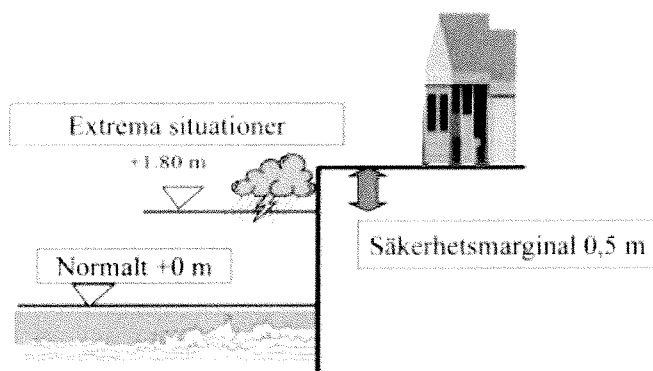 Extrema situationer
+1.80 m
Normalt +0 m
Säkerhetsmarginal 0,5 m